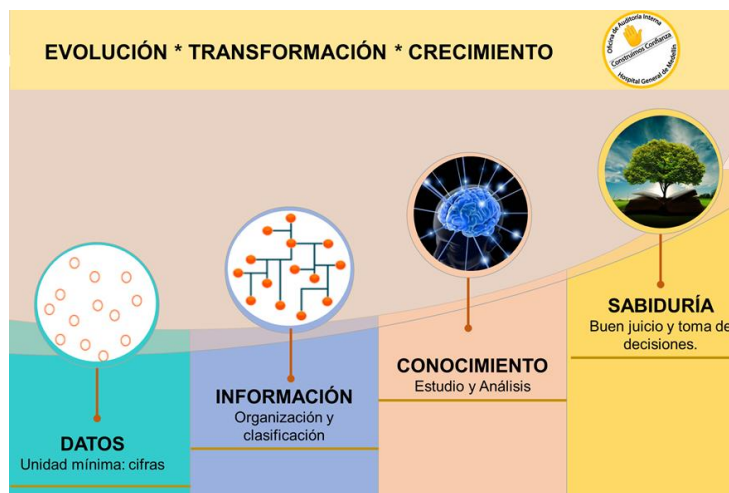 EVOLUCIÓN * TRANSFORMACIÓN * CRECIMIENTO
Oficina de Auditoría Interna
Construimos Confianza
Hospital General de Medellín
SABIDURÍA
Buen juicio y toma de
decisiones.
CONOCIMIENTO
Estudio y Análisis
INFORMACIÓN
Organización y
clasificación
DATOS
Unidad mínima: cifras